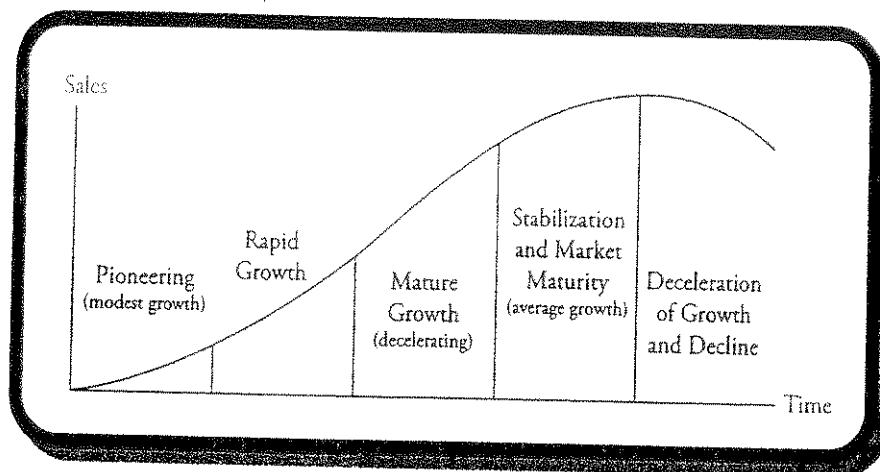 Sales
Pioneering
(modest growth)
Rapid
Growth
Mature
Growth
(decelerating)
Stabilization
and Market
Maturity
(average growth)
Deceleration
of Growth
and Decline
Time